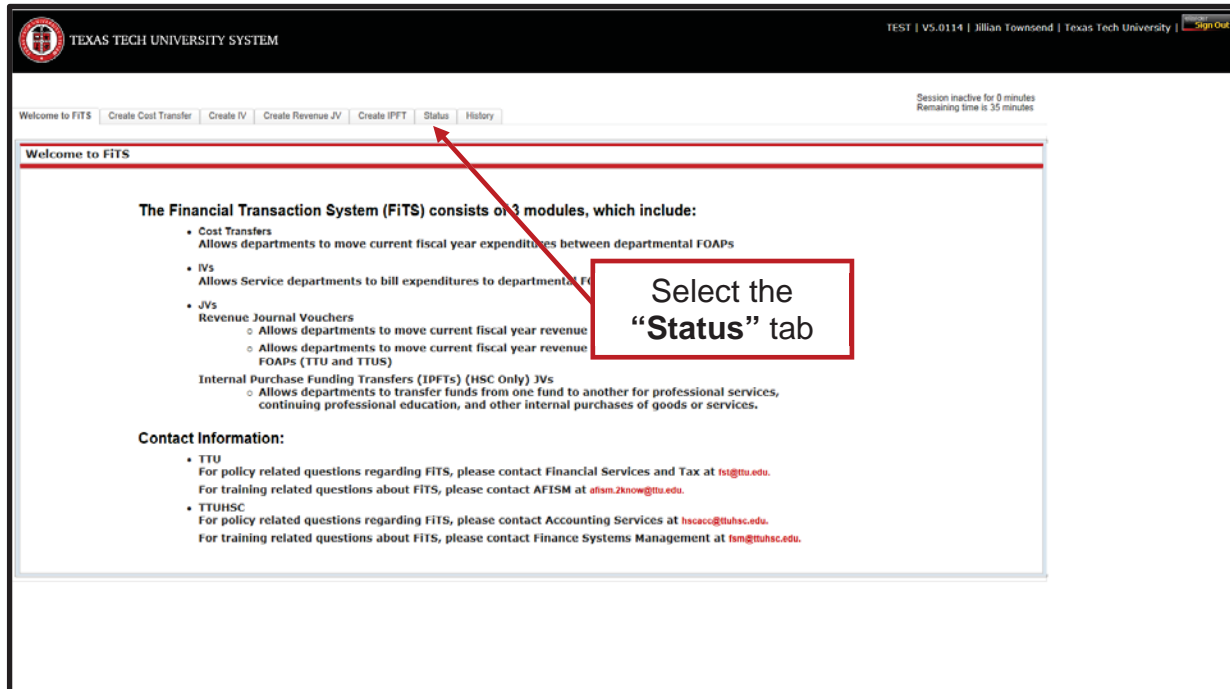 TEXAS TECH UNIVERSITY SYSTEM
TEST | V5.0114 | Jillian Townsend | Texas Tech University |
Sign Out
Session inactive for 0 minutes
Remaining time is 35 minutes
Welcome to FiTS | Create Cost Transfer | Create IV | Create Revenue JV | Create IPFT | Status | History
Welcome to FiTS
The Financial Transaction System (FiTS) consists of 3 modules, which include:
• Cost Transfers
Allows departments to move current fiscal year expenditures between departmental FOAPs
• IVs
Allows Service departments to bill expenditures to departmental
• JVs
Revenue Journal Vouchers
○ Allows departments to move current fiscal year revenue
○ Allows departments to move current fiscal year revenue
FOAPs (TTU and TTUS)
Internal Purchase Funding Transfers (IPFTs) (HSC Only) JVs
○ Allows departments to transfer funds from one fund to another for professional services,
continuing professional education, and other internal purchases of goods or services.
Select the
“Status” tab
Contact Information:
• TTU
For policy related questions regarding FiTS, please contact Financial Services and Tax at fst@ttu.edu.
For training related questions about FiTS, please contact AFISM at afism.2know@ttu.edu.
• TTUHSC
For policy related questions regarding FiTS, please contact Accounting Services at hscacc@ttuhsc.edu.
For training related questions about FiTS, please contact Finance Systems Management at fsm@ttuhsc.edu.